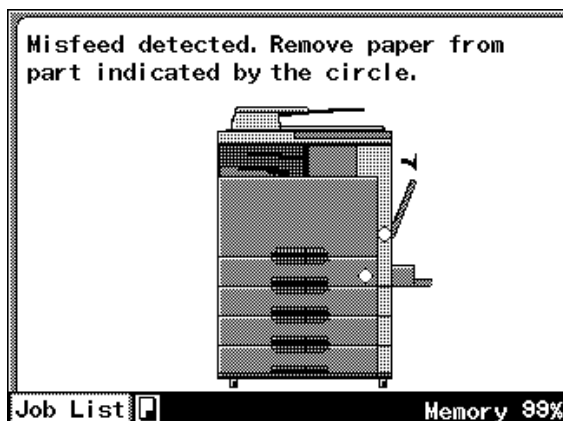 Misfeed detected. Remove paper from
part indicated by the circle.
Job List
Memory 99%